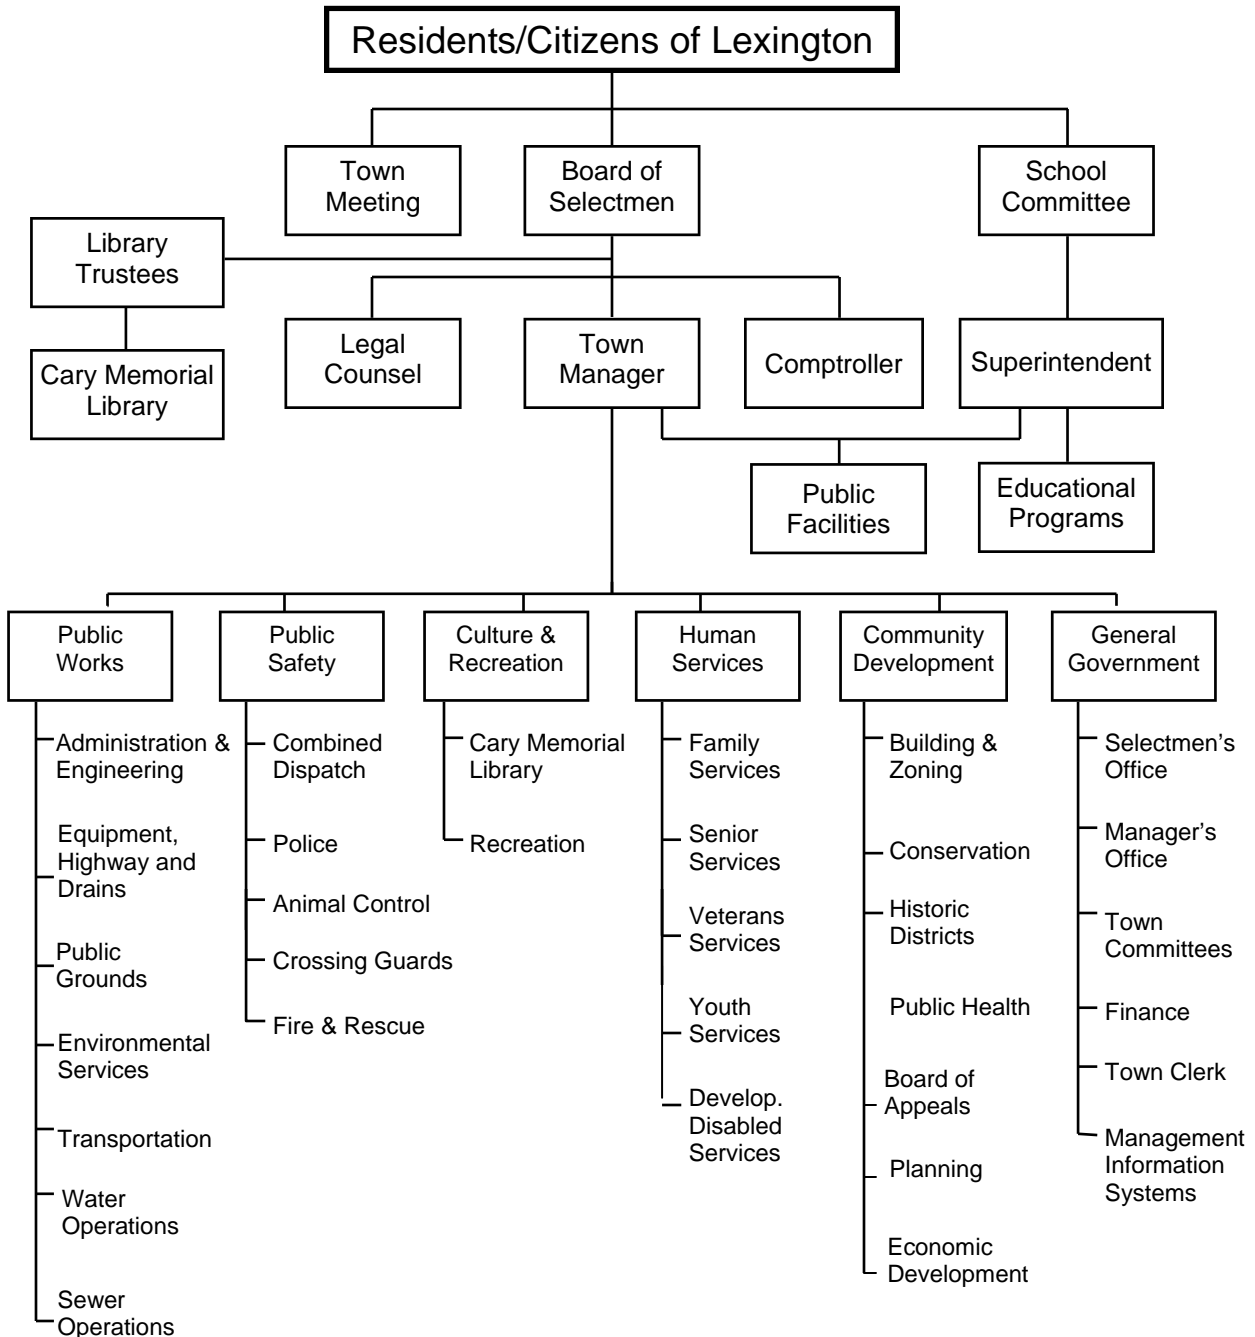 Residents/Citizens of Lexington
Town
Meeting
Board of
Selectmen
School
Committee
Library
Trustees
Cary Memorial
Library
Legal
Counsel
Town
Manager
Comptroller
Superintendent
Public
Facilities
Educational
Programs
Public
Works
Administration &
Engineering
Equipment,
Highway and
Drains
Public
Grounds
Environmental
Services
Transportation
Water
Operations
Sewer
Operations
Public
Safety
Combined
Dispatch
Police
Animal Control
Crossing Guards
Fire & Rescue
Culture &
Recreation
Cary Memorial
Library
Recreation
Human
Services
Family
Services
Senior
Services
Veterans
Services
Youth
Services
Develop.
Disabled
Services
Community
Development
Building &
Zoning
Conservation
Historic
Districts
Public Health
Board of
Appeals
Planning
Economic
Development
General
Government
Selectmen's
Office
Manager's
Office
Town
Committees
Finance
Town Clerk
Management
Information
Systems